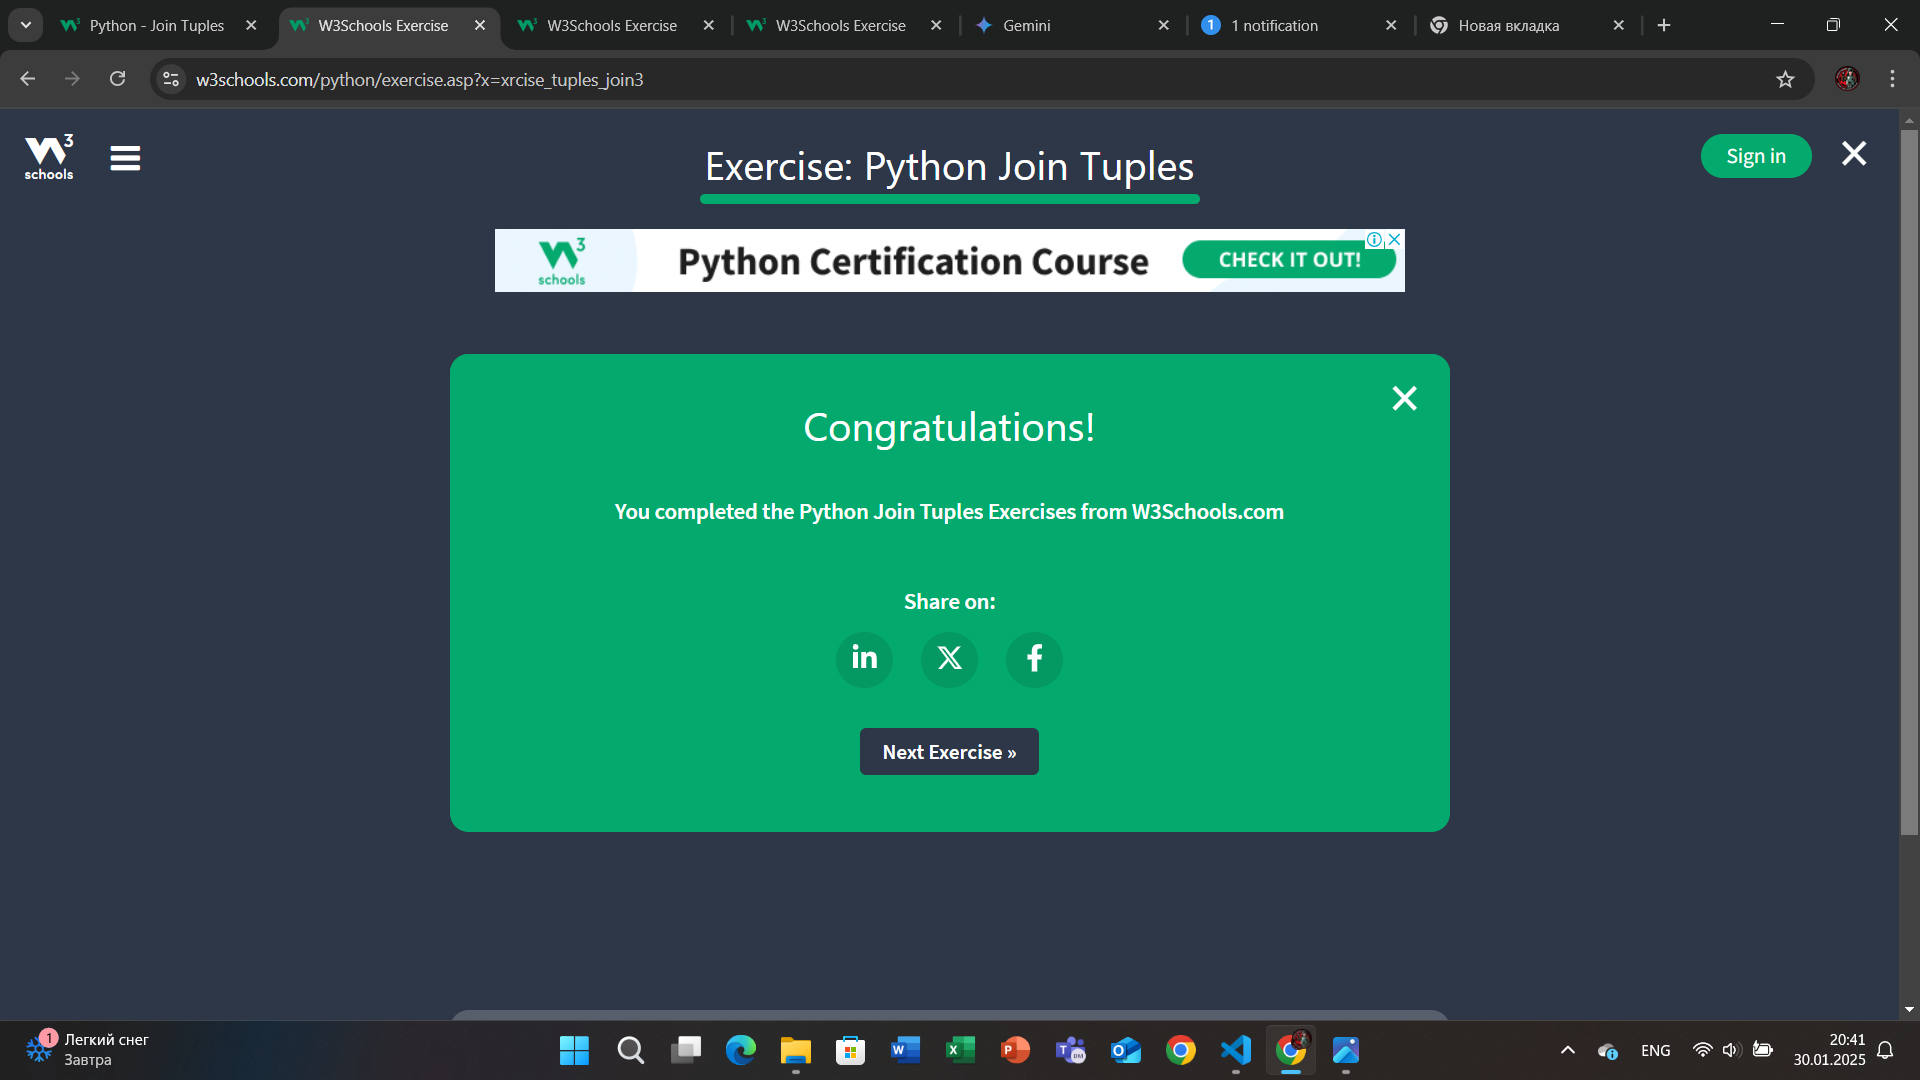 Python - Join Tuples
W3Schools Exercise
W3Schools Exercise
W3Schools Exercise
Gemini
1 1 notification
Новая вкладка
w3schools.com/python/exercise.asp?x=xrcise_tuples_join3
W3 schools
Exercise: Python Join Tuples
Sign in
W3 schools
Python Certification Course
CHECK IT OUT!
Congratulations!
You completed the Python Join Tuples Exercises from W3Schools.com
Share on:
in X f
Next Exercise »
1 Легкий снег
Завтра
ENG
20:41
30.01.2025